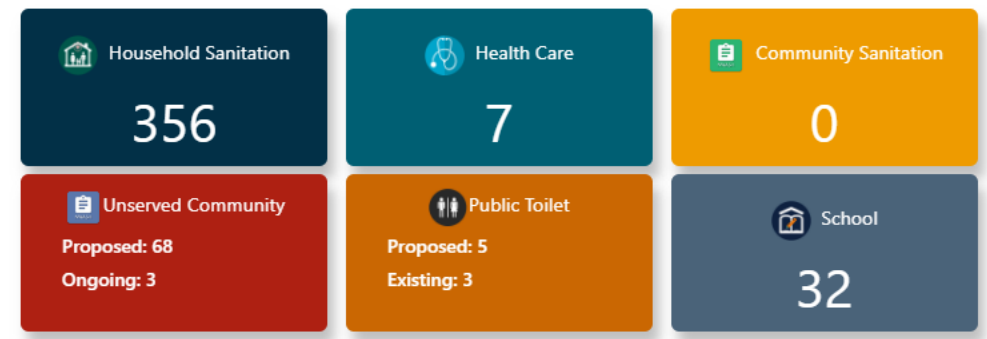 Household Sanitation
356
Health Care
7
Community Sanitation
0
Unserved Community
Proposed: 68
Ongoing: 3
Public Toilet
Proposed: 5
Existing: 3
School
32